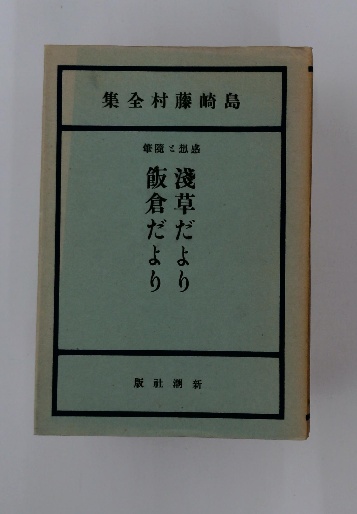 島崎藤村全集
感想と隨筆
淺草だより
飯倉だより
新潮社版